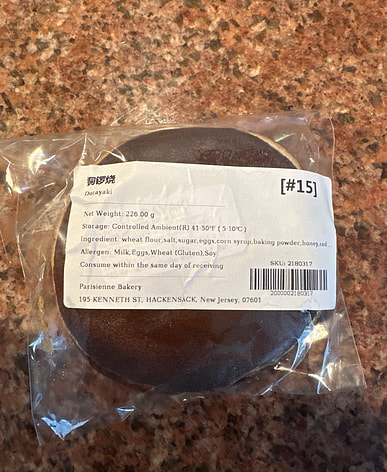 铜锣烧
Dorayaki
[#15]
Net Weight: 226.00 g
Storage: Controlled Ambient(R) 41-50°F ( 5-10°C )
Ingredient: wheat flour,salt,sugar,eggs,corn syrup,baking powder,honey,red
Allergen: Milk,Eggs,Wheat (Gluten),Soy
Consume within the same day of receiving
SKU: 2180317
Parisienne Bakery
195 KENNETH ST, HACKENSACK, New Jersey, 07601
2000002180317